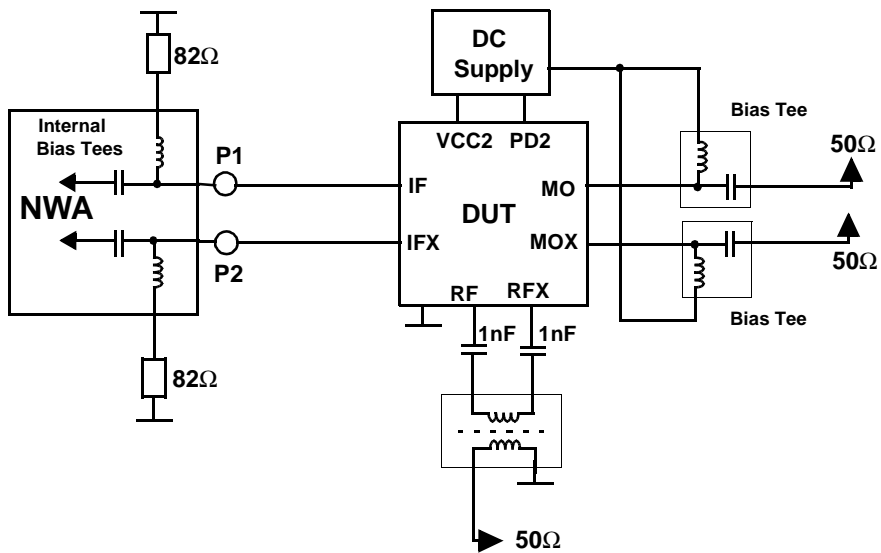 82Ω
DC
Supply
Internal
Bias Tees
P1
NWA
P2
82Ω
VCC2 PD2
IF
MO
DUT
IFX
MOX
RF RFX
1nF 1nF
Bias Tee
50Ω
50Ω
Bias Tee
50Ω